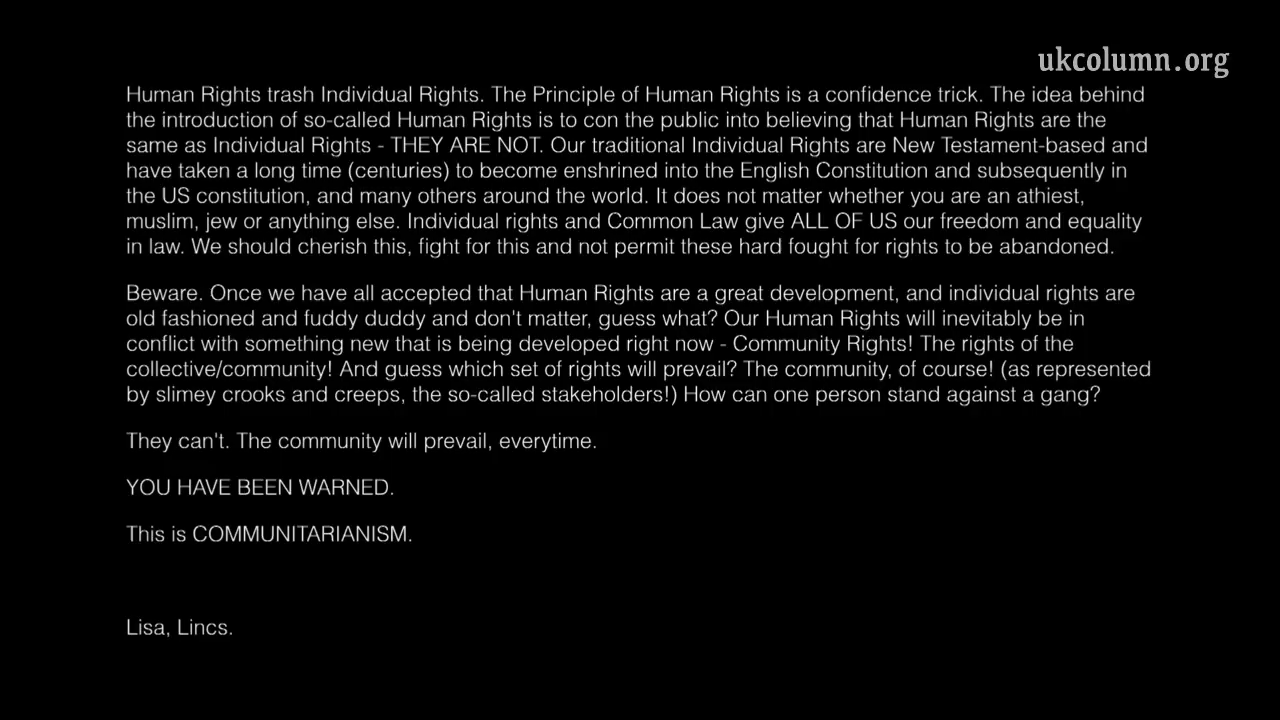 ukcolumn.org
Human Rights trash Individual Rights. The Principle of Human Rights is a confidence trick. The idea behind
the introduction of so-called Human Rights is to con the public into believing that Human Rights are the
same as Individual Rights - THEY ARE NOT. Our traditional Individual Rights are New Testament-based and
have taken a long time (centuries) to become enshrined into the English Constitution and subsequently in
the US constitution, and many others around the world. It does not matter whether you are an athiest,
muslim, jew or anything else. Individual rights and Common Law give ALL OF US our freedom and equality
in law. We should cherish this, fight for this and not permit these hard fought for rights to be abandoned.
Beware. Once we have all accepted that Human Rights are a great development, and individual rights are
old fashioned and fuddy duddy and don't matter, guess what? Our Human Rights will inevitably be in
conflict with something new that is being developed right now - Community Rights! The rights of the
collective/community! And guess which set of rights will prevail? The community, of course! (as represented
by slimey crooks and creeps, the so-called stakeholders!) How can one person stand against a gang?
They can't. The community will prevail, everytime.
YOU HAVE BEEN WARNED.
This is COMMUNITARIANISM.
Lisa, Lincs.